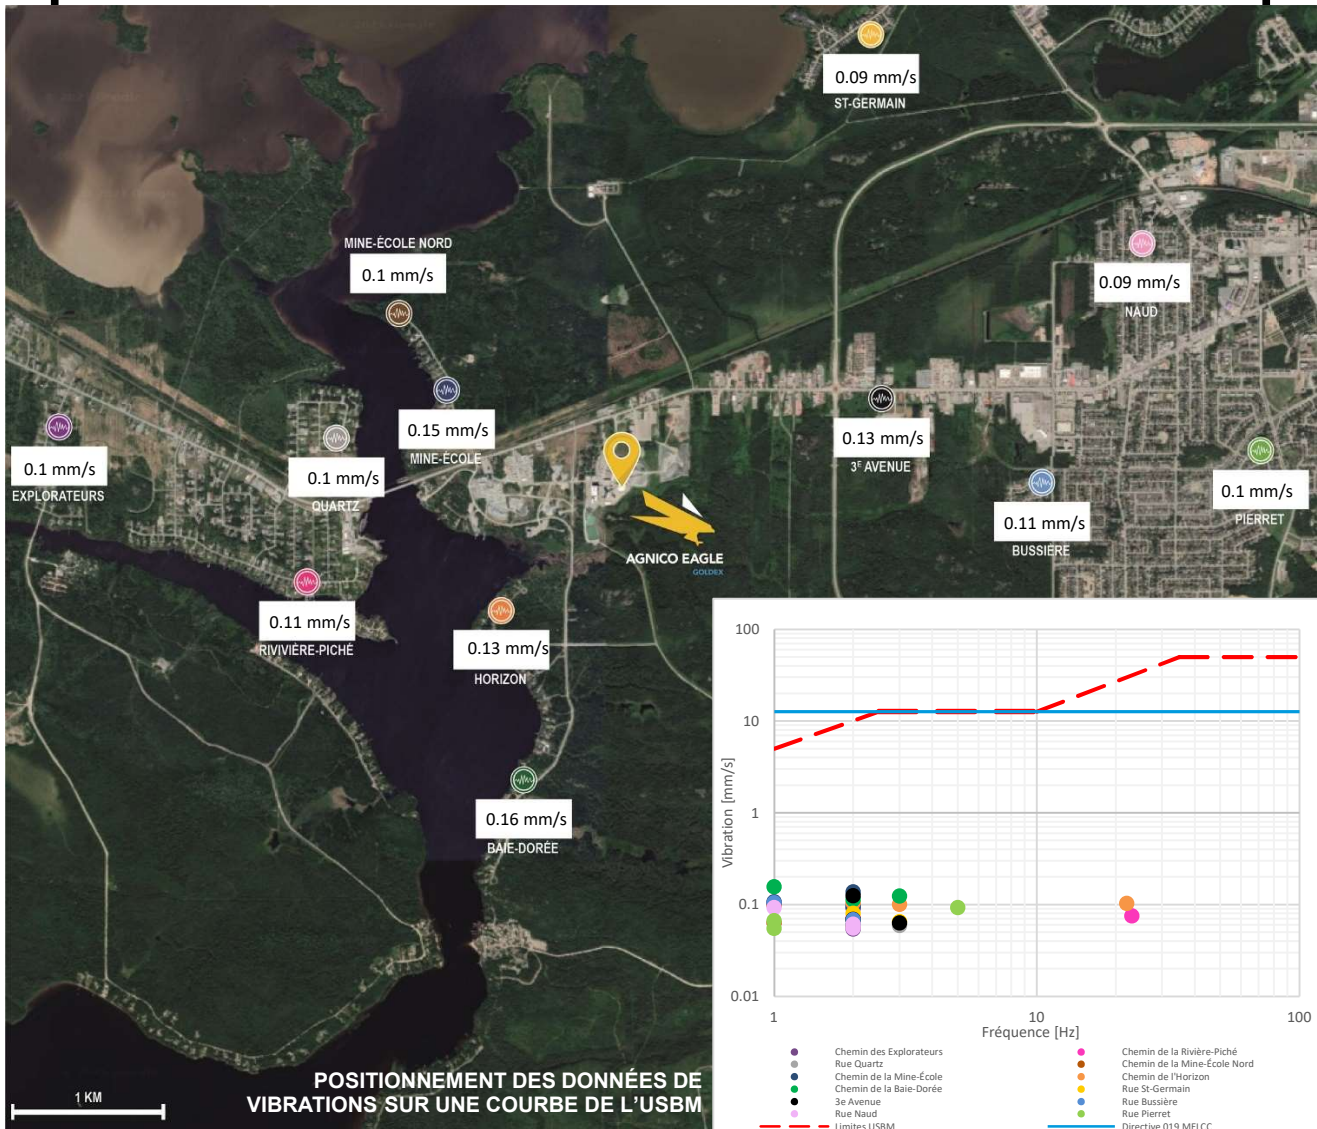 0.09 mm/s
ST-GERMAIN
MINE-ÉCOLE NORD
0.1 mm/s
0.09 mm/s
NAUD
0.15 mm/s
MINE-ÉCOLE
0.13 mm/s
3E AVENUE
0.1 mm/s
EXPLORATEURS
0.1 mm/s
QUARTZ
0.1 mm/s
PIERRET
0.11 mm/s
BUSSIÈRE
AGNICO EAGLE
GOLDEX
0.11 mm/s
RIVIVIÈRE-PICHÉ
0.13 mm/s
HORIZON
0.16 mm/s
BAIE-DORÉE
100
10
1
0.1
0.01
Vibration [mm/s]
1
10
100
Fréquence [Hz]
Chemin des Explorateurs
Chemin de la Rivière-Piché
Rue Quartz
Chemin de la Mine-École Nord
Chemin de la Mine-École
Chemin de l'Horizon
Chemin de la Baie-Dorée
Rue St-Germain
3e Avenue
Rue Bussière
Rue Naud
Rue Pierret
Limites USBM
Directive 019 MELCC
1 KM
POSITIONNEMENT DES DONNÉES DE
VIBRATIONS SUR UNE COURBE DE L'USBM